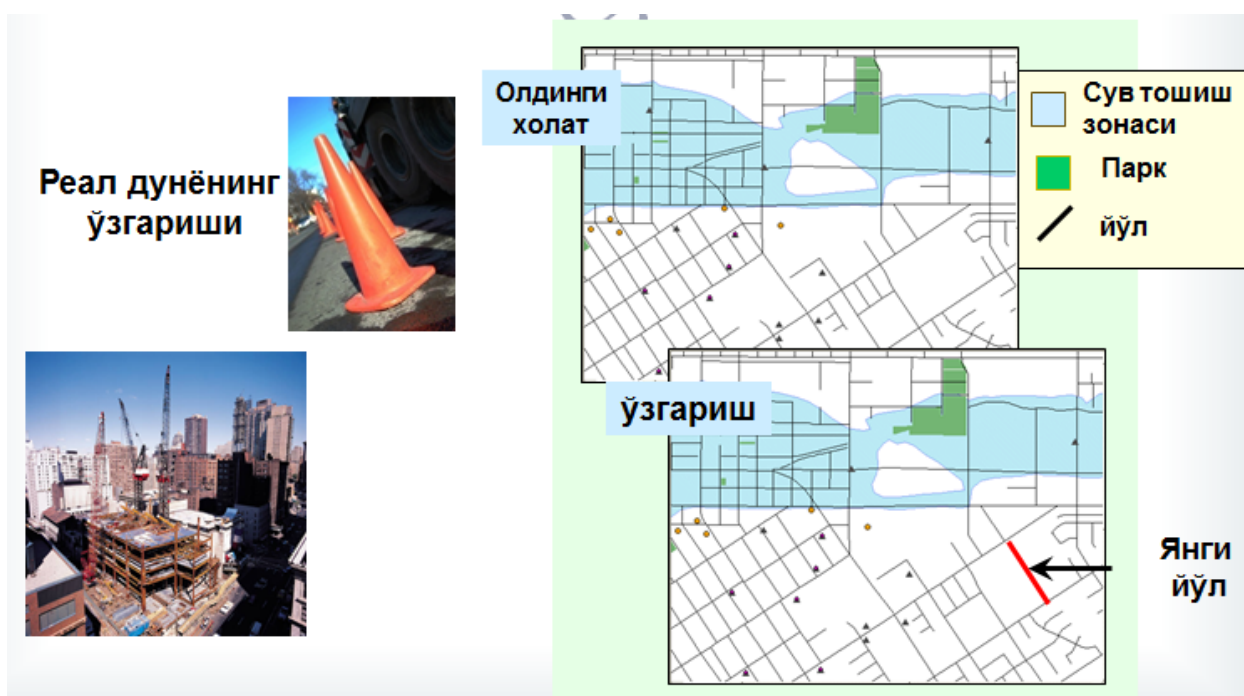 Реал дунёнинг
ўзгариши
Олдинги
холат
Сув тошиш
зонаси
Парк
йўл
ўзгариш
Янги
йўл